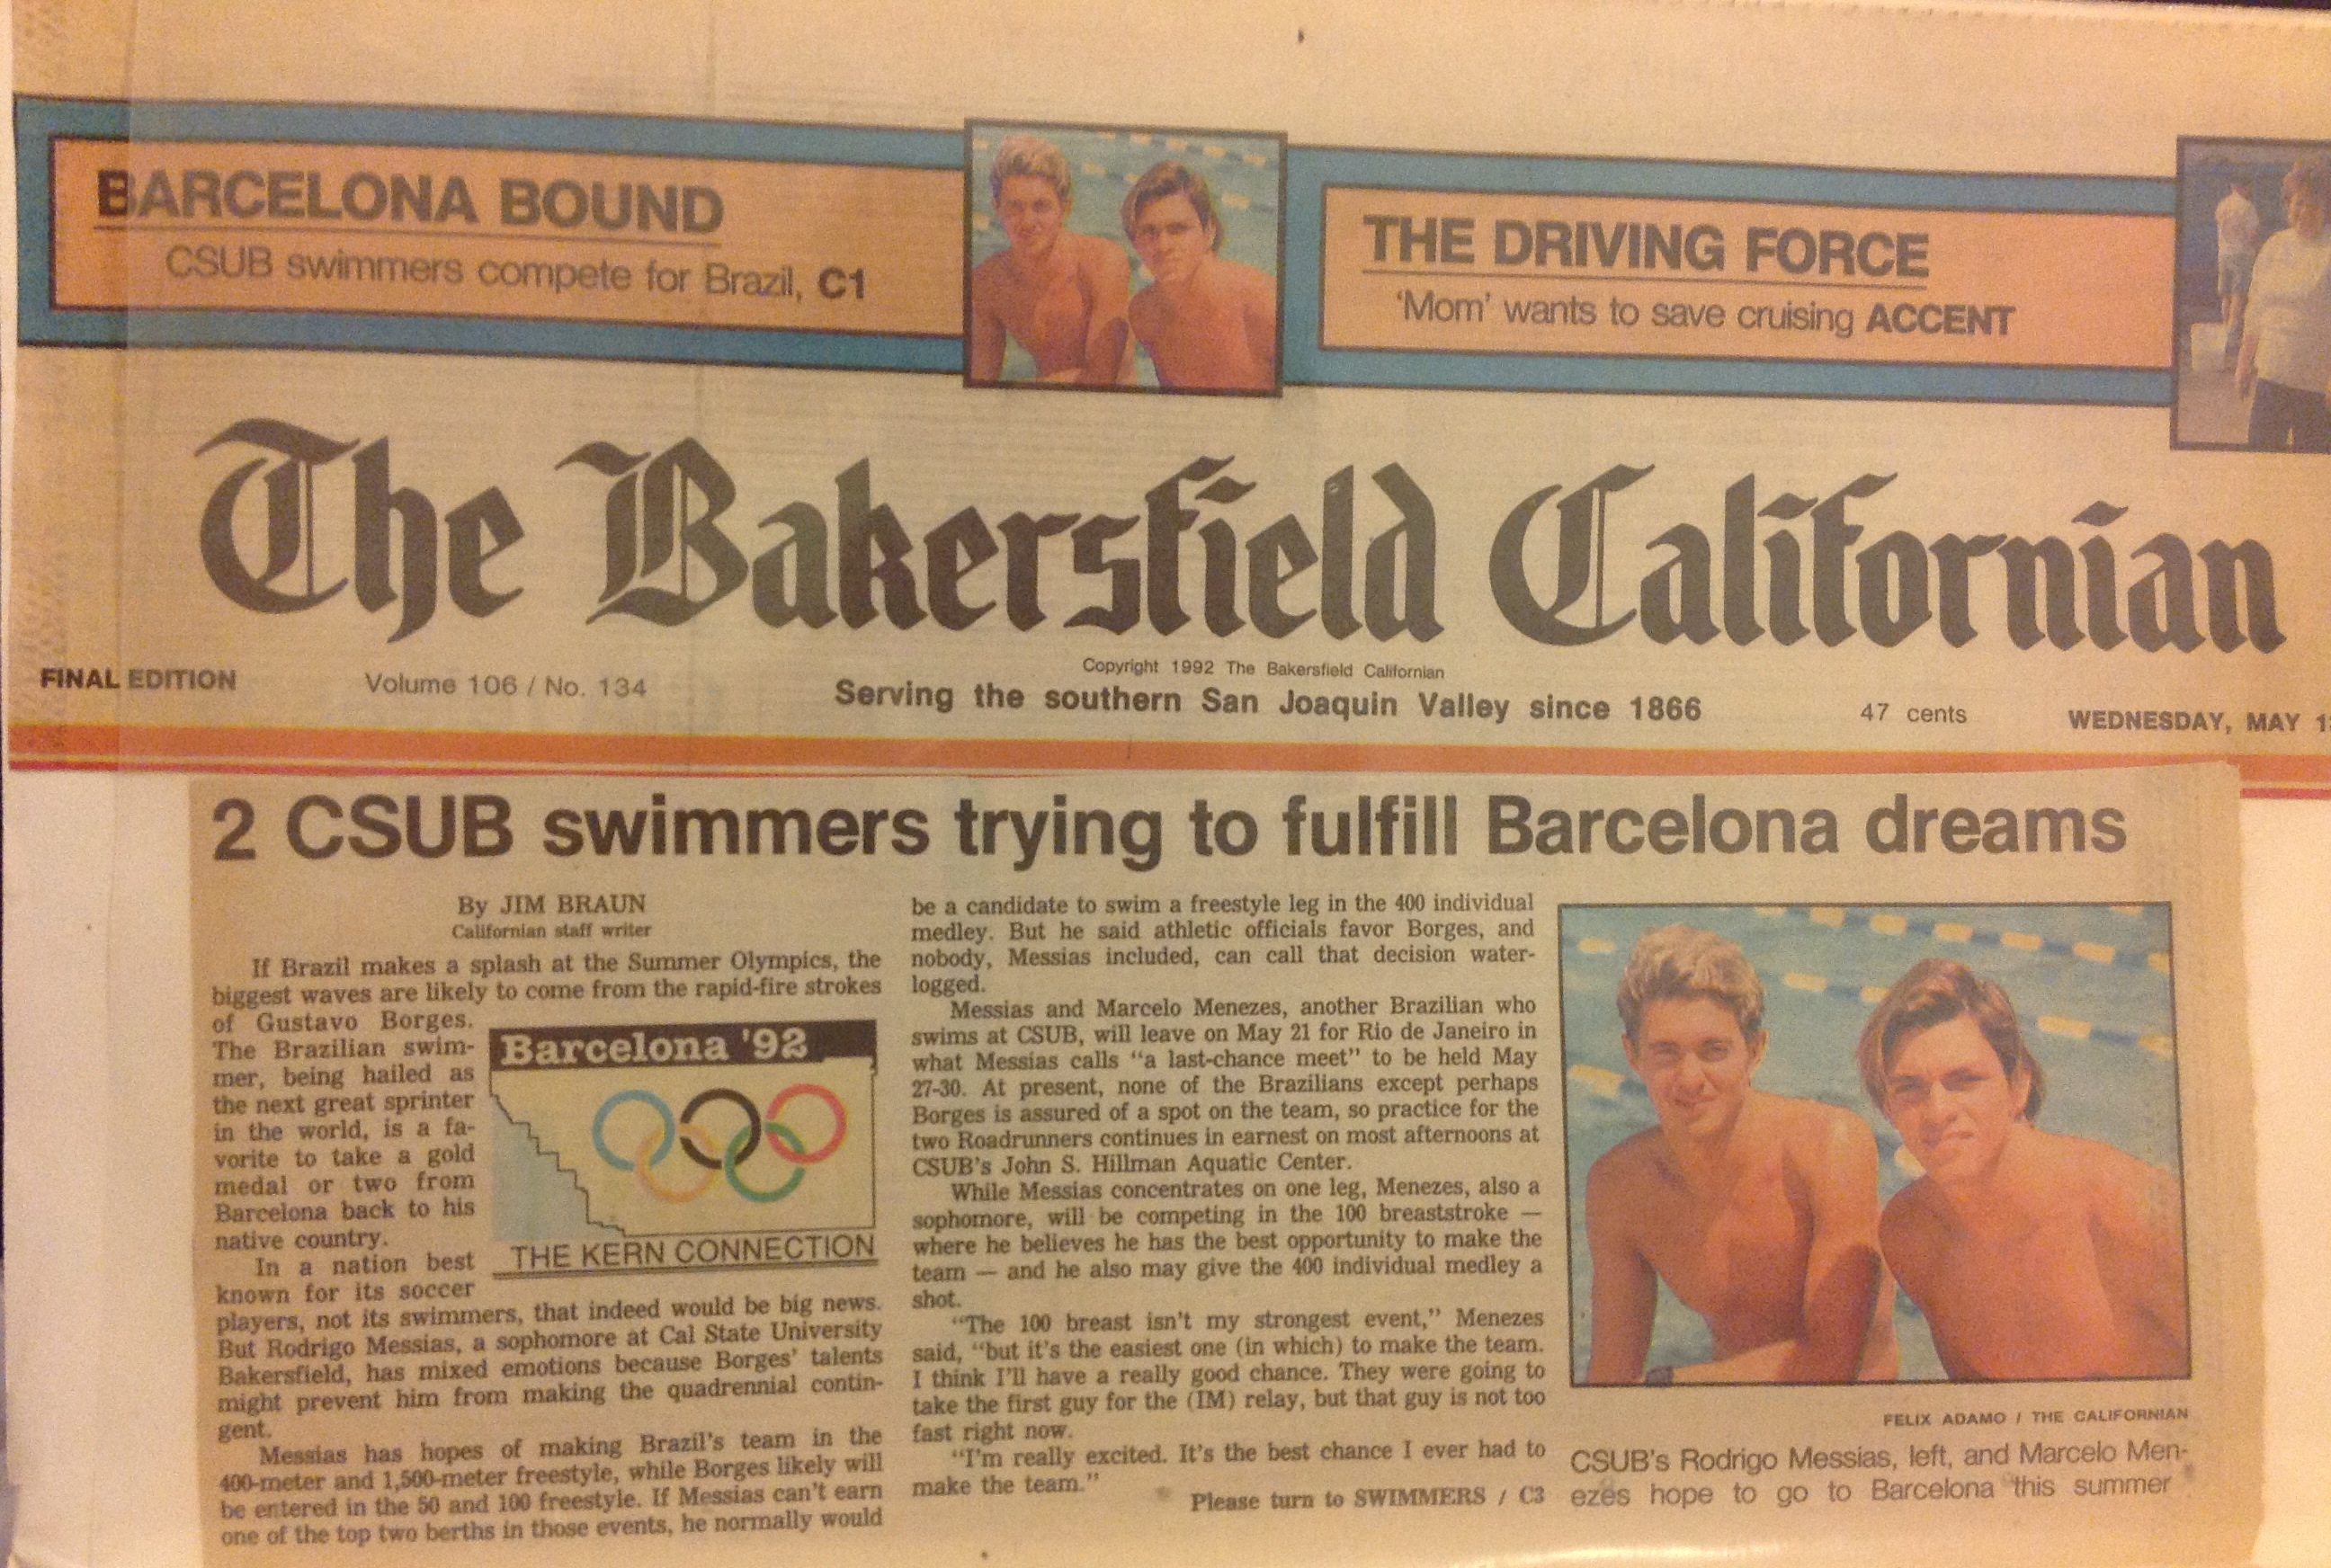 BARCELONA BOUND
CSUB swimmers compete for Brazil, C1
THE DRIVING FORCE
'Mom' wants to save cruising ACCENT
The Bakersfield Californian
Copyright 1992 The Bakersfield Californian
FINAL EDITION
Volume 106 / No. 134
Serving the southern San Joaquin Valley since 1866
47 cents
WEDNESDAY, MAY
2 CSUB swimmers trying to fulfill Barcelona dreams
By JIM BRAUN
Californian staff writer
If Brazil makes a splash at the Summer Olympics, the
biggest waves are likely to come from the rapid-fire strokes
of Gustavo Borges.
The Brazilian swim-
mer, being hailed as
the next great sprinter
in the world, is a fa-
vorite to take a gold
medal or two from
Barcelona back to his
native country.
In a nation best
known for its soccer
players, not its swimmers, that indeed would be big news.
But Rodrigo Messias, a sophomore at Cal State University
Bakersfield, has mixed emotions because Borges' talents
might prevent him from making the quadrennial contin-
gent.
Messias has hopes of making Brazil's team in the
400-meter and 1,500-meter freestyle, while Borges likely will
be entered in the 50 and 100 freestyle. If Messias can't earn
one of the top two berths in those events, he normally would
Barcelona '92
THE KERN CONNECTION
be a candidate to swim a freestyle leg in the 400 individual
medley. But he said athletic officials favor Borges, and
nobody, Messias included, can call that decision water-
logged.
Messias and Marcelo Menezes, another Brazilian who
swims at CSUB, will leave on May 21 for Rio de Janeiro in
what Messias calls "a last-chance meet" to be held May
27-30. At present, none of the Brazilians except perhaps
Borges is assured of a spot on the team, so practice for the
two Roadrunners continues in earnest on most afternoons at
CSUB's John S. Hillman Aquatic Center.
While Messias concentrates on one leg, Menezes, also a
sophomore, will be competing in the 100 breaststroke —
where he believes he has the best opportunity to make the
team — and he also may give the 400 individual medley a
shot.
"The 100 breast isn't my strongest event," Menezes
said, "but it's the easiest one (in which) to make the team.
I think I'll have a really good chance. They were going to
take the first guy for the (IM) relay, but that guy is not too
fast right now.
"I'm really excited. It's the best chance I ever had to
make the team."
Please turn to SWIMMERS / C3
FELIX ADAMO / THE CALIFORNIAN
CSUB's Rodrigo Messias, left, and Marcelo Men-
ezes hope to go to Barcelona this summer